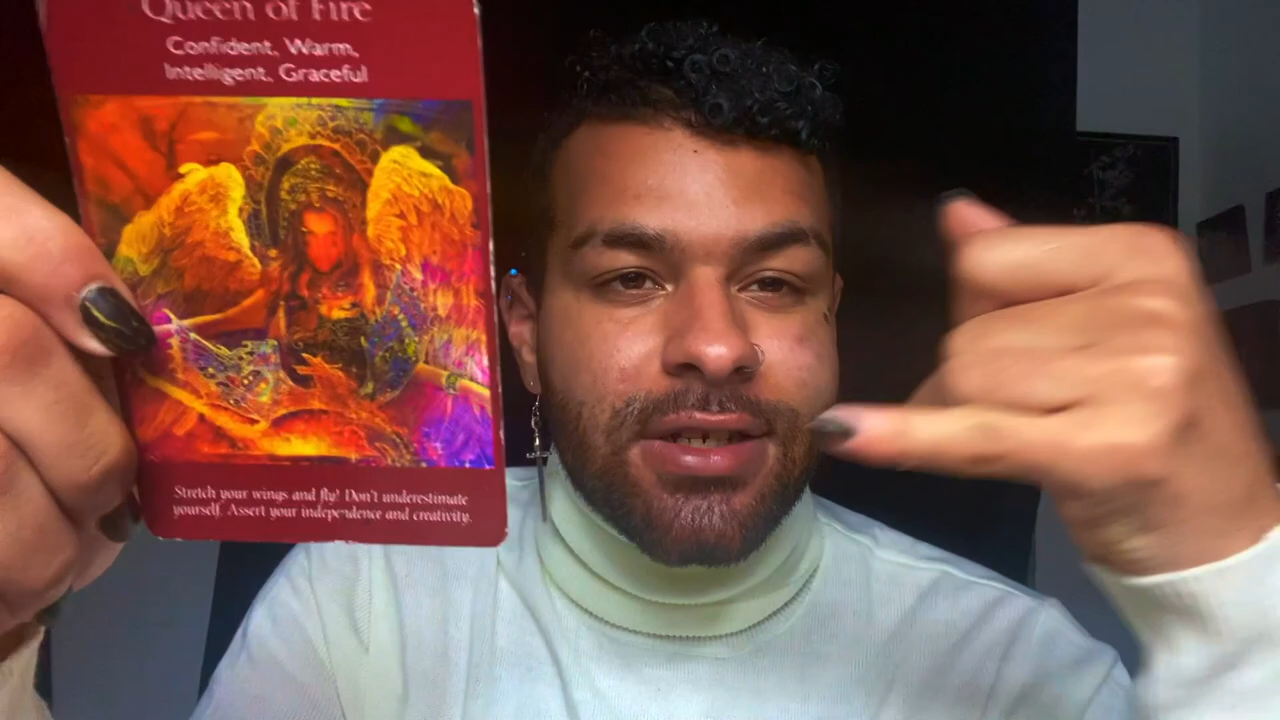 Queen of Fire
Confident, Warm,
Intelligent, Graceful
Stretch your wings and fly! Don't underestimate
yourself. Assert your independence and creativity.